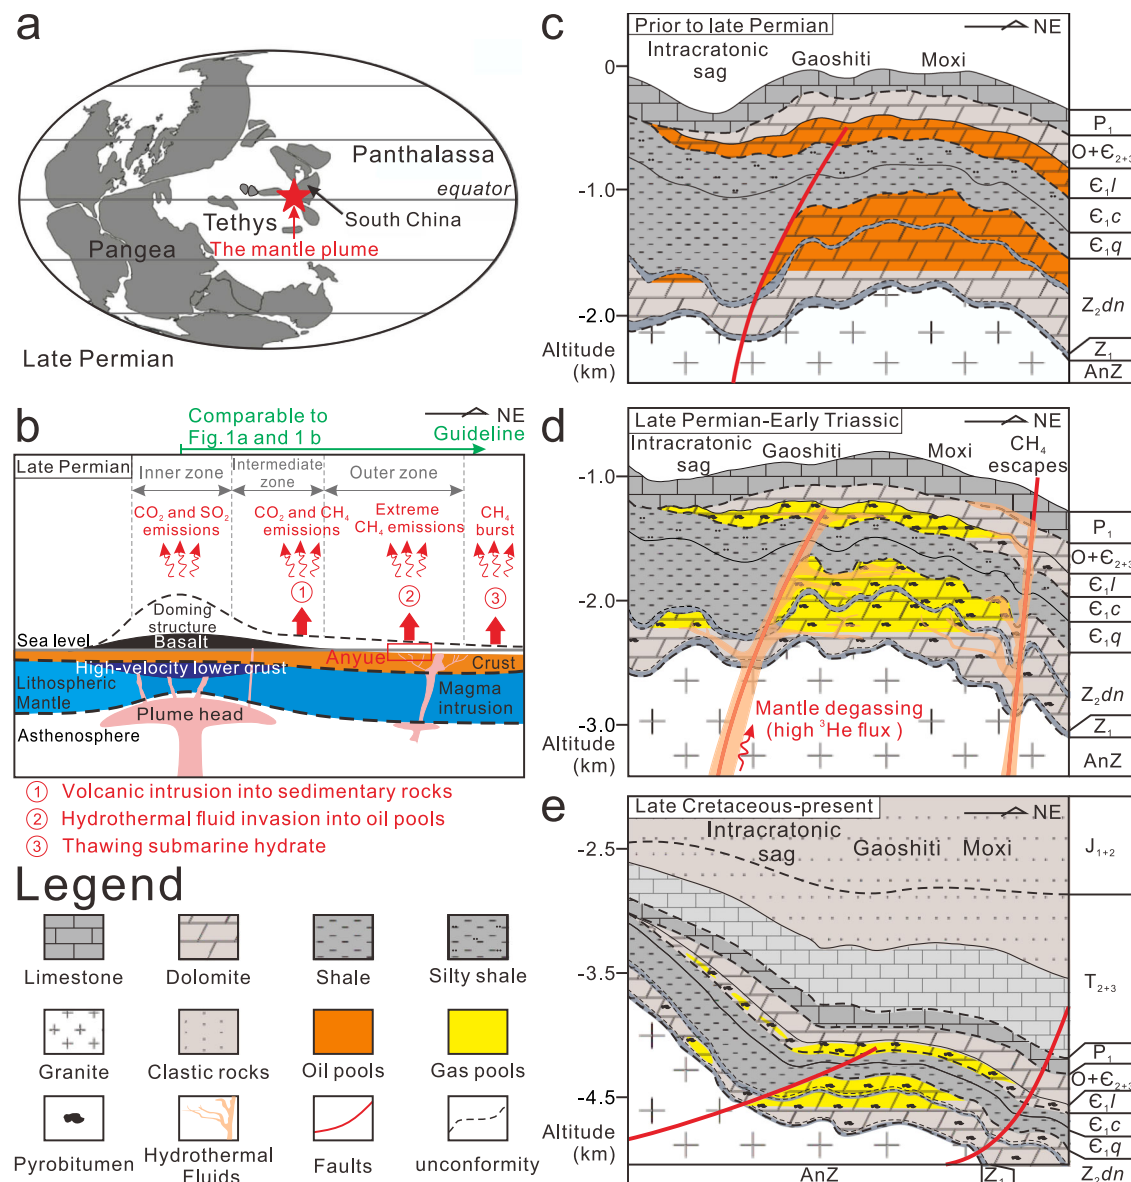 a
Panthalassa
equator
South China
Tethys
The mantle plume
Pangea
Late Permian
b
Comparable to
Fig.1a and 1 b
NE
Guideline
Late Permian
Inner zone
Intermediate
zone
Outer zone
CO₂ and SO₂
emissions
CO₂ and CH₄
emissions
Extreme
CH₄ emissions
CH₄
burst
① ② ③
Doming
structure
Sea level
Basalt
Anyue
Crust
High-velocity lower crust
Lithospheric
Mantle
Magma
intrusion
Plume head
Asthenosphere
① Volcanic intrusion into sedimentary rocks
② Hydrothermal fluid invasion into oil pools
③ Thawing submarine hydrate
Legend
Limestone
Dolomite
Shale
Silty shale
Granite
Clastic rocks
Oil pools
Gas pools
Pyrobitumen
Hydrothermal
Fluids
Faults
unconformity
c
Prior to late Permian
NE
Intracratonic
sag
Gaoshiti
Moxi
0
-1.0
-2.0
Altitude
(km)
P₁
O+Є₂₊₃
Є₁l
Є₁c
Є₁q
Z₂dn
Z₁
AnZ
d
Late Permian-Early Triassic
NE
Intracratonic
sag
Gaoshiti
Moxi
CH₄
escapes
-1.0
-2.0
-3.0
Altitude
(km)
Mantle degassing
(high ³He flux )
P₁
O+Є₂₊₃
Є₁l
Є₁c
Є₁q
Z₂dn
Z₁
AnZ
e
Late Cretaceous-present
NE
Intracratonic
sag
Gaoshiti
Moxi
-2.5
-3.5
-4.5
Altitude
(km)
J₁₊₂
T₂₊₃
P₁
O+Є₂₊₃
Є₁l
Є₁c
Є₁q
AnZ
Z₁
Z₂dn